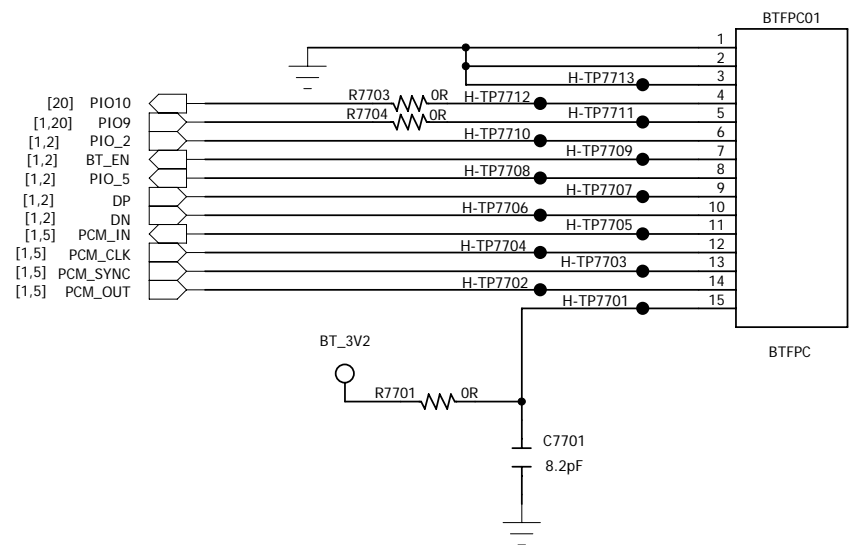 BTFPC01
1
2
H-TP7713 3
[20] PIO10 R7703 0R H-TP7712 4
[1,20] PIO9 R7704 0R H-TP7711 5
[1,2] PIO_2 H-TP7710 6
[1,2] BT_EN H-TP7709 7
[1,2] PIO_5 H-TP7708 8
[1,2] DP H-TP7707 9
[1,2] DN H-TP7706 10
[1,5] PCM_IN H-TP7705 11
[1,5] PCM_CLK H-TP7704 12
[1,5] PCM_SYNC H-TP7703 13
[1,5] PCM_OUT H-TP7702 14
H-TP7701 15
BT_3V2
BTFPC
R7701 0R
C7701
8.2pF